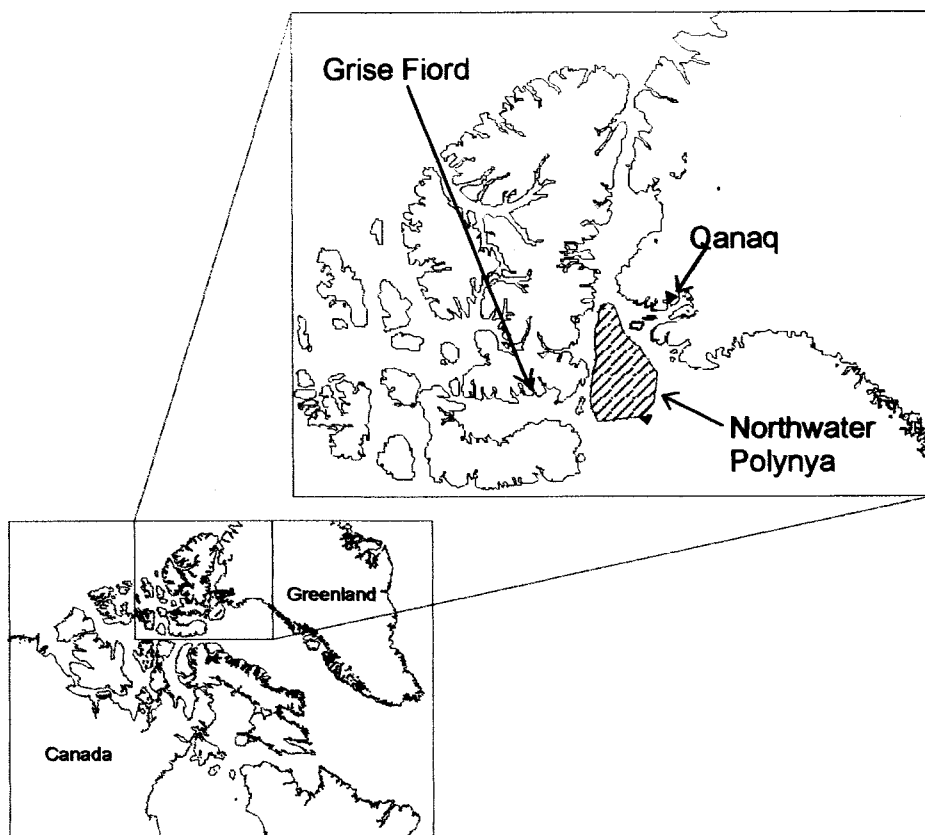 Grise Fiord
Qanaq
Northwater
Polynya
Greenland
Canada